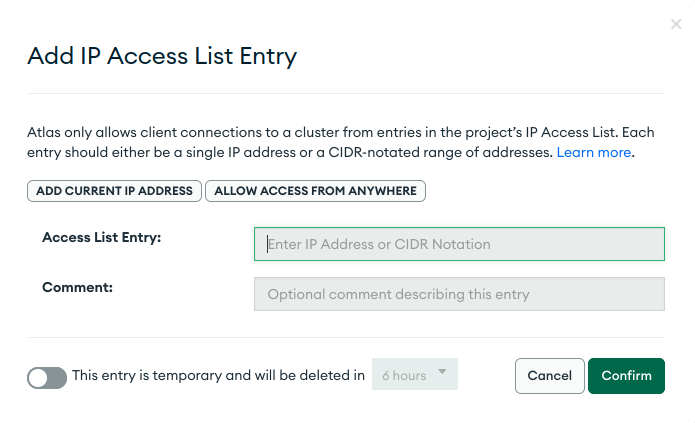 Add IP Access List Entry
Atlas only allows client connections to a cluster from entries in the project's IP Access List. Each
entry should either be a single IP address or a CIDR-notated range of addresses. Learn more.
ADD CURRENT IP ADDRESS ALLOW ACCESS FROM ANYWHERE
Access List Entry: Enter IP Address or CIDR Notation
Comment: Optional comment describing this entry
This entry is temporary and will be deleted in 6 hours Cancel Confirm